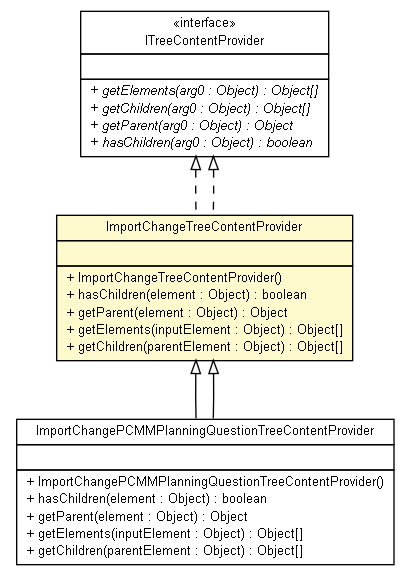 «interface»
ITreeContentProvider
+ getElements(arg0 : Object) : Object[]
+ getChildren(arg0 : Object) : Object[]
+ getParent(arg0 : Object) : Object
+ hasChildren(arg0 : Object) : boolean
ImportChangeTreeContentProvider
+ ImportChangeTreeContentProvider()
+ hasChildren(element : Object) : boolean
+ getParent(element : Object) : Object
+ getElements(inputElement : Object) : Object[]
+ getChildren(parentElement : Object) : Object[]
ImportChangePCMMPlanningQuestionTreeContentProvider
+ ImportChangePCMMPlanningQuestionTreeContentProvider()
+ hasChildren(element : Object) : boolean
+ getParent(element : Object) : Object
+ getElements(inputElement : Object) : Object[]
+ getChildren(parentElement : Object) : Object[]